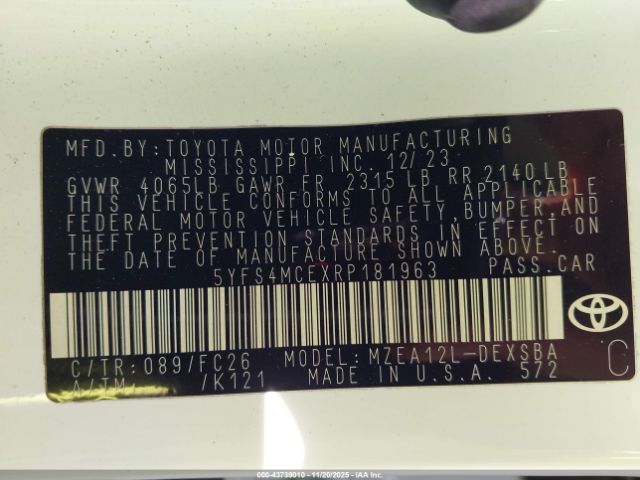 MFD. BY: TOYOTA MOTOR MANUFACTURING
MISSISSIPPI INC. 12/23
GVWR 4065LB GAWR FR 2315 LB RR 2140 LB
THIS VEHICLE CONFORMS TO ALL APPLICABLE
FEDERAL MOTOR VEHICLE SAFETY, BUMPER, AND
THEFT PREVENTION STANDARDS IN EFFECT ON
THE DATE OF MANUFACTURE SHOWN ABOVE.
5YFS4MCEXRP181963 PASS. CAR
C/TR: 089/FC26 MODEL: MZEA12L-DEXSBA
A/TM: /K121 MADE IN U.S.A. 572
C
000-43739010 - 11/20/2025 - IAAI Copyright